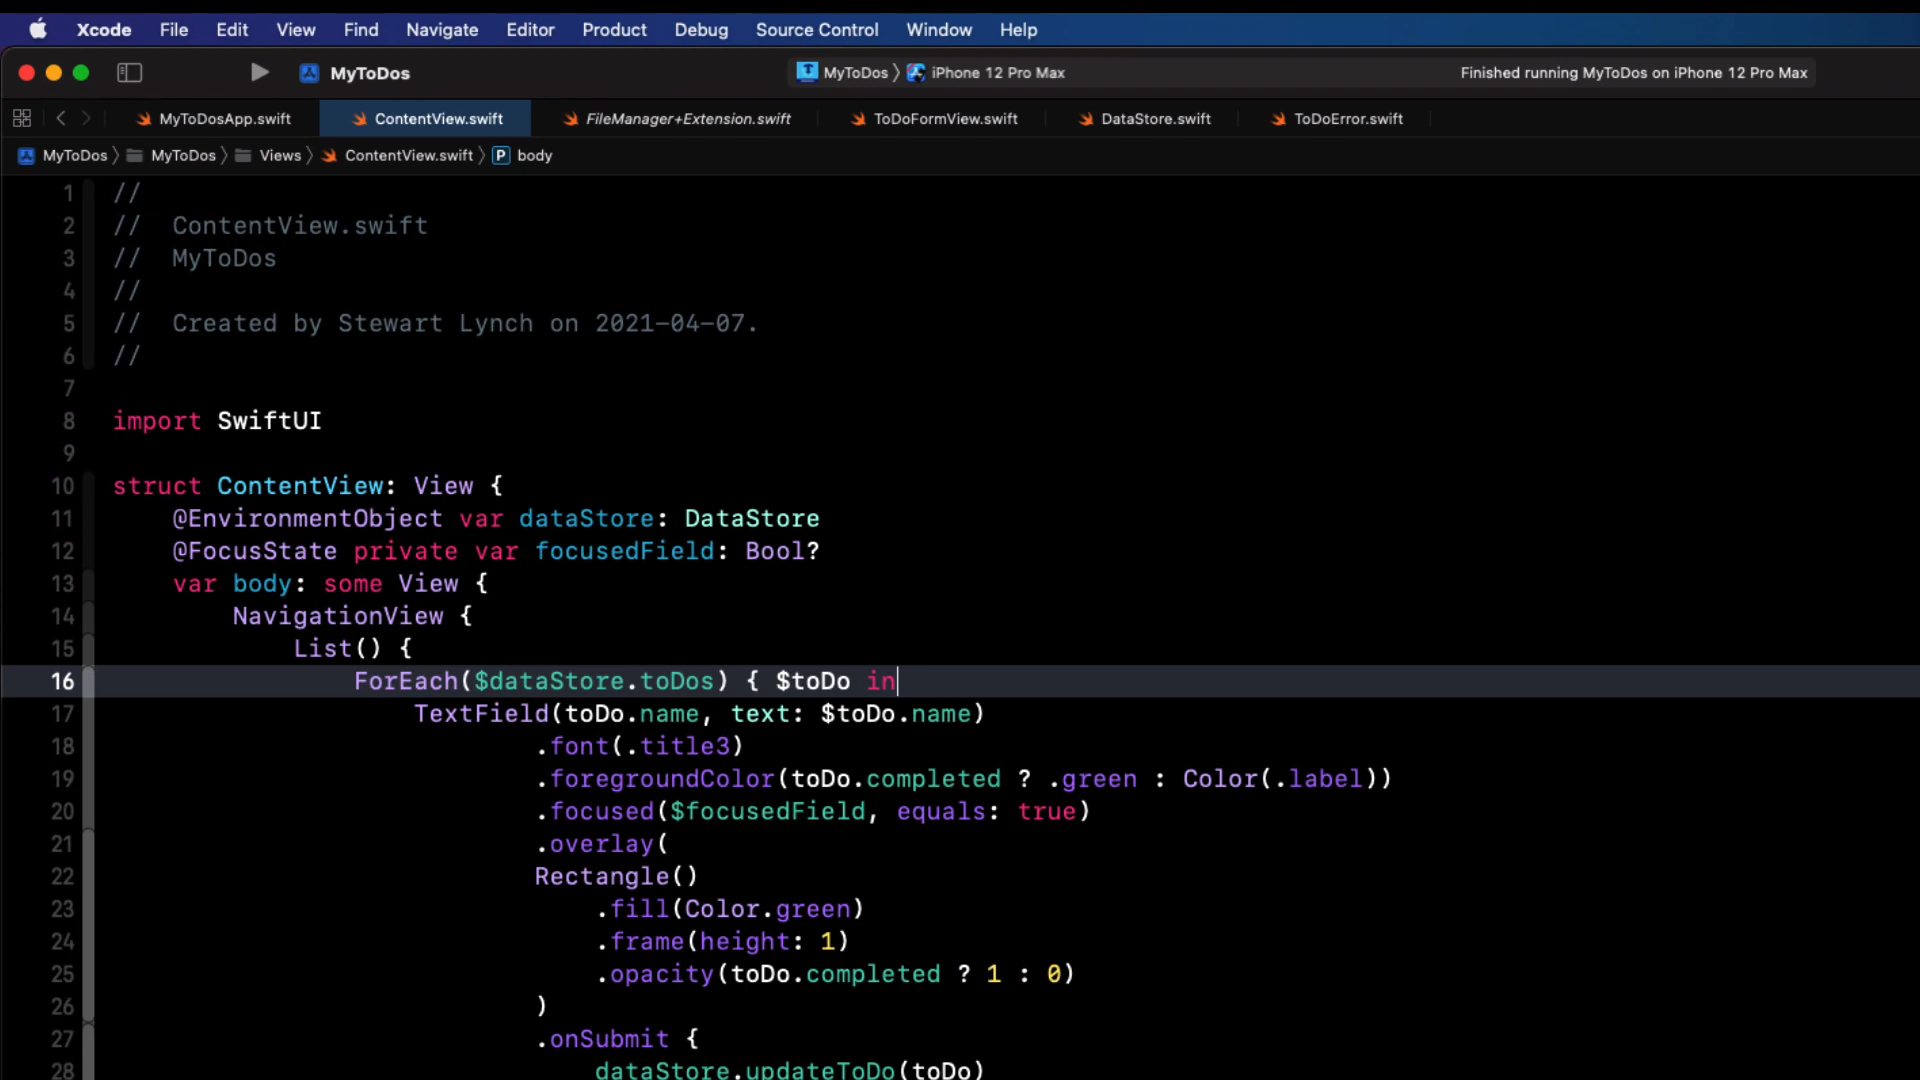 Xcode File Edit View Find Navigate Editor Product Debug Source Control Window Help
MyToDos MyToDos 〉 iPhone 12 Pro Max Finished running MyToDos on iPhone 12 Pro Max
MyToDosApp.swift ContentView.swift FileManager+Extension.swift ToDoFormView.swift DataStore.swift ToDoError.swift
MyToDos 〉 MyToDos 〉 Views 〉 ContentView.swift 〉 P body
1 //
2 //  ContentView.swift
3 //  MyToDos
4 //
5 //  Created by Stewart Lynch on 2021-04-07.
6 //
7
8 import SwiftUI
9
10 struct ContentView: View {
11     @EnvironmentObject var dataStore: DataStore
12     @FocusState private var focusedField: Bool?
13     var body: some View {
14         NavigationView {
15             List() {
16                 ForEach($dataStore.toDos) { $toDo in
17                     TextField(toDo.name, text: $toDo.name)
18                             .font(.title3)
19                             .foregroundColor(toDo.completed ? .green : Color(.label))
20                             .focused($focusedField, equals: true)
21                             .overlay(
22                             Rectangle()
23                                 .fill(Color.green)
24                                 .frame(height: 1)
25                                 .opacity(toDo.completed ? 1 : 0)
26                             )
27                             .onSubmit {
28                                 dataStore.updateToDo(toDo)